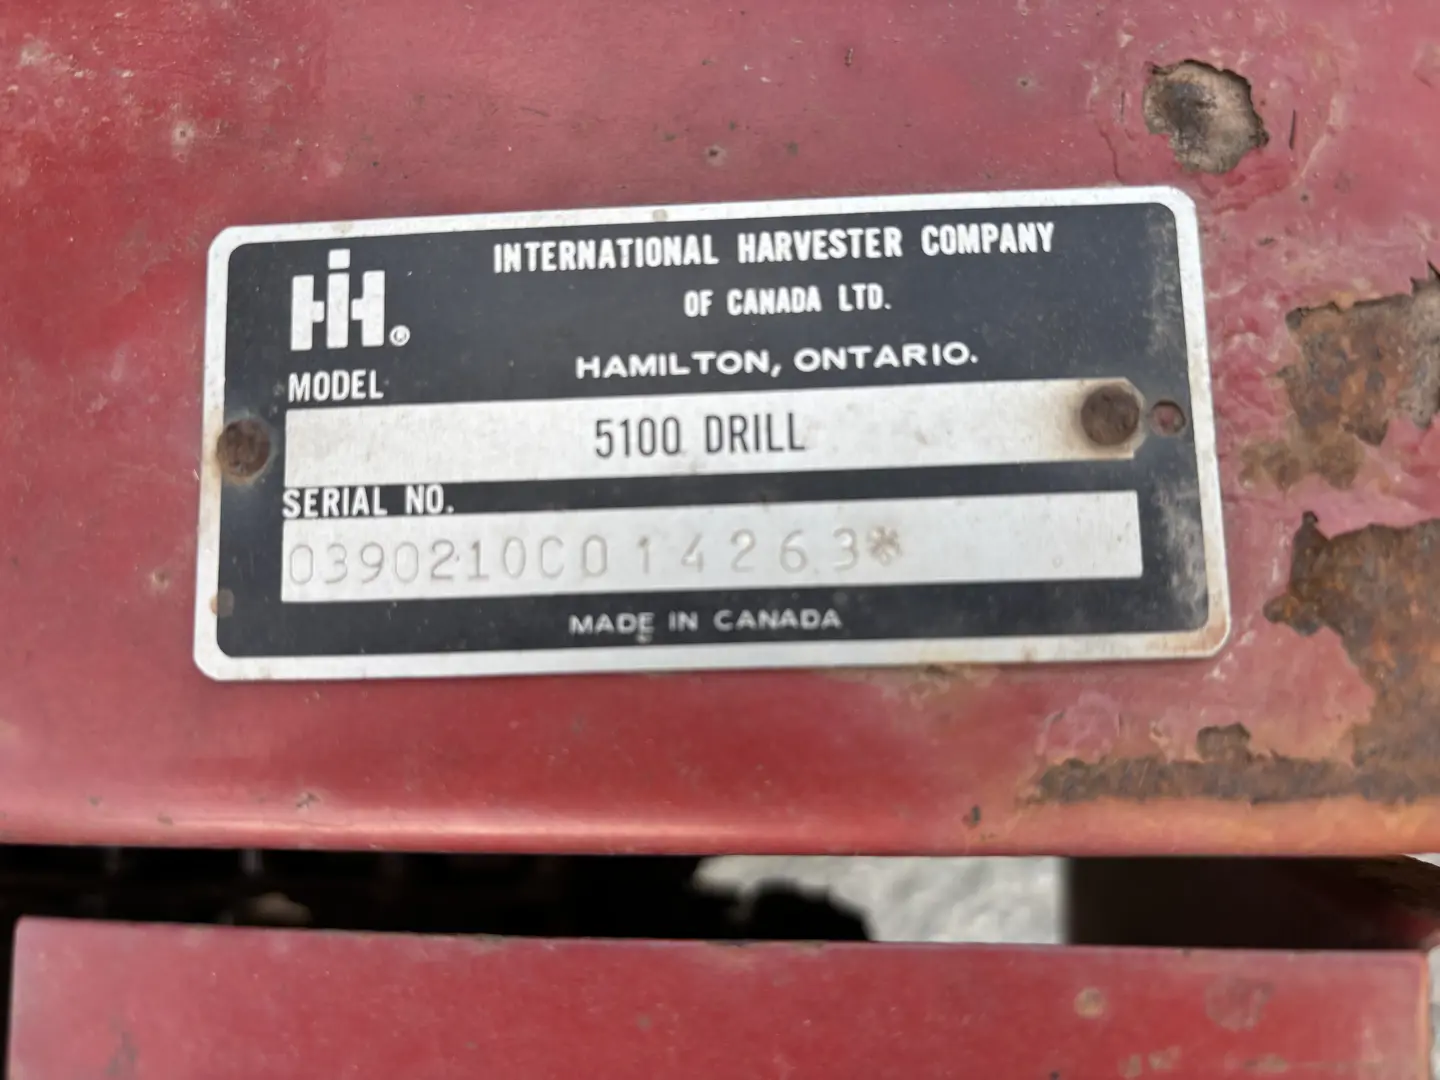 INTERNATIONAL HARVESTER COMPANY
OF CANADA LTD.
IH®
HAMILTON, ONTARIO.
MODEL
5100 DRILL
SERIAL NO.
0390210C014263*
MADE IN CANADA